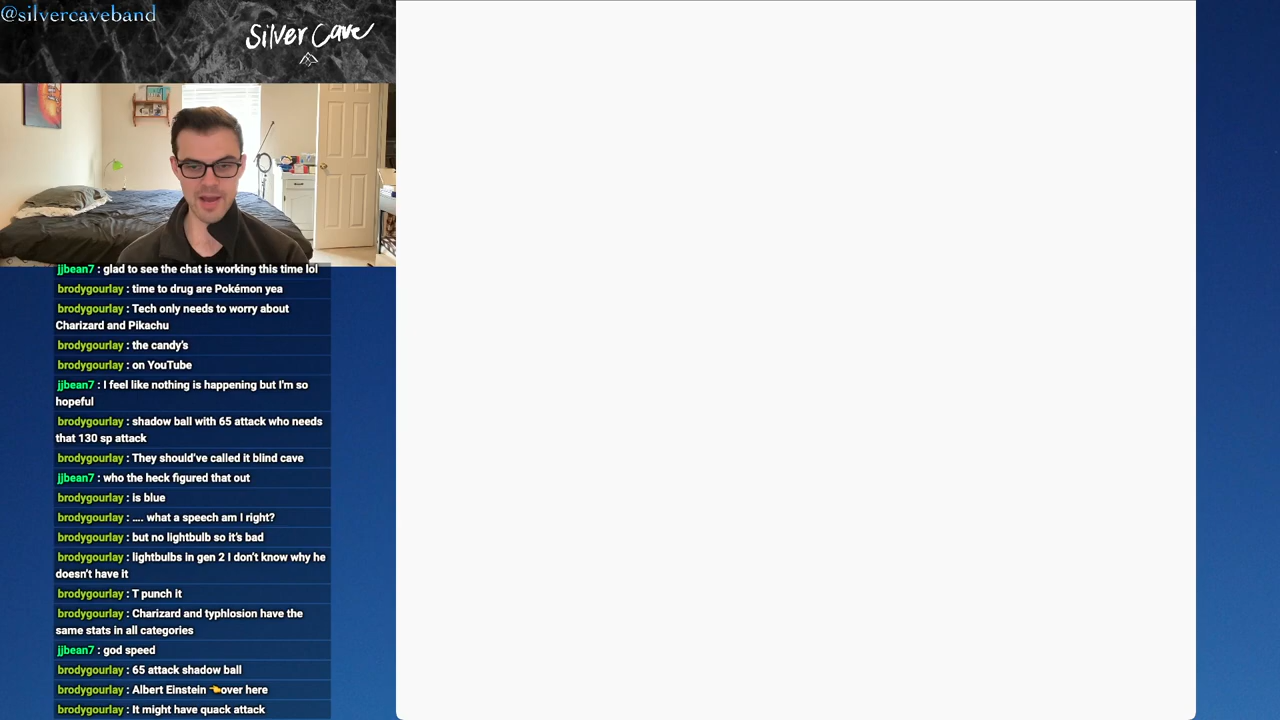 @silvercaveband
Silver Cave
jjbean7 : glad to see the chat is working this time lol
brodygourlay : time to drug are Pokémon yea
brodygourlay : Tech only needs to worry about
Charizard and Pikachu
brodygourlay : the candy's
brodygourlay : on YouTube
jjbean7 : I feel like nothing is happening but I'm so
hopeful
brodygourlay : shadow ball with 65 attack who needs
that 130 sp attack
brodygourlay : They should've called it blind cave
jjbean7 : who the heck figured that out
brodygourlay : is blue
brodygourlay : .... what a speech am I right?
brodygourlay : but no lightbulb so it's bad
brodygourlay : lightbulbs in gen 2 I don't know why he
doesn't have it
brodygourlay : T punch it
brodygourlay : Charizard and typhlosion have the
same stats in all categories
jjbean7 : god speed
brodygourlay : 65 attack shadow ball
brodygourlay : Albert Einstein 👈over here
brodygourlay : It might have quack attack